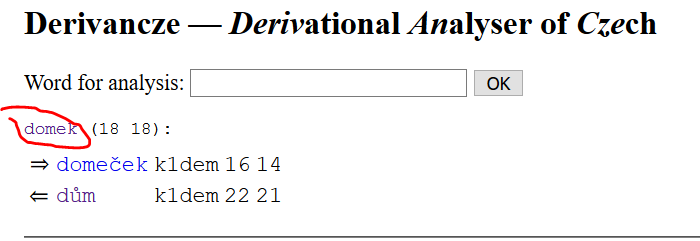 Derivancze — Derivational Analyser of Czech
Word for analysis: OK
domek (18 18):
⇒ domeček k1dem 16 14
⇐ dům k1dem 22 21